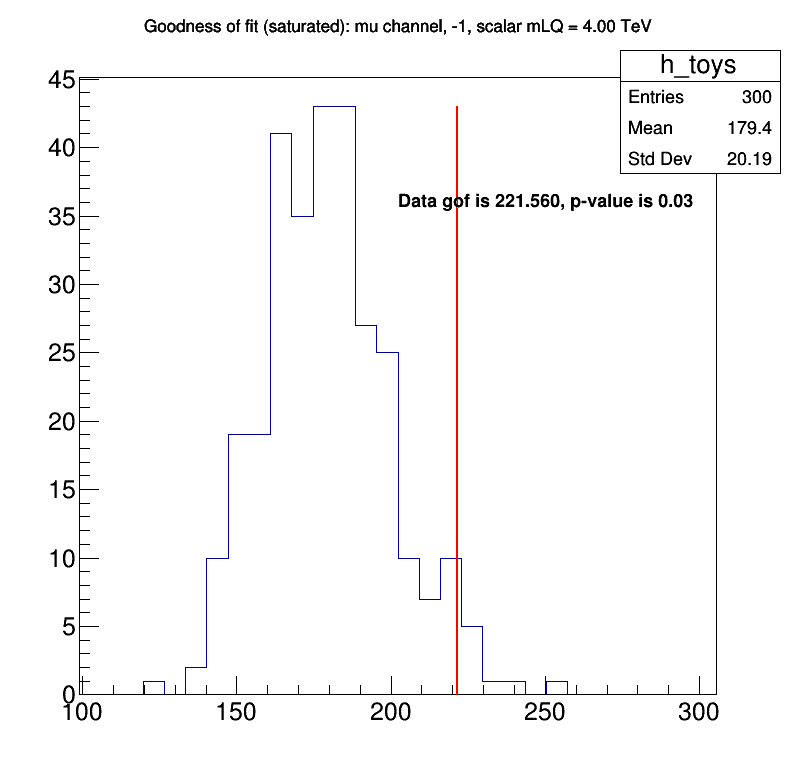 Goodness of fit (saturated): mu channel, -1, scalar mLQ = 4.00 TeV
h_toys
Entries 300
Mean 179.4
Std Dev 20.19
Data gof is 221.560, p-value is 0.03
45
40
35
30
25
20
15
10
5
0
100 150 200 250 300